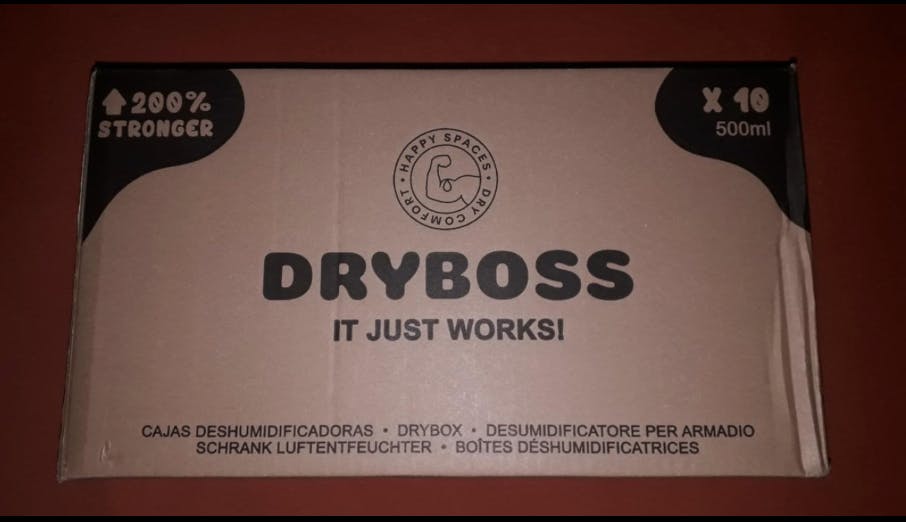 200%
STRONGER
X 10
500ml
HAPPY SPACES • DRY COMFORT •
DRYBOSS
IT JUST WORKS!
CAJAS DESHUMIDIFICADORAS • DRYBOX • DESUMIDIFICATORE PER ARMADIO
SCHRANK LUFTENTFEUCHTER • BOÎTES DÉSHUMIDIFICATRICES